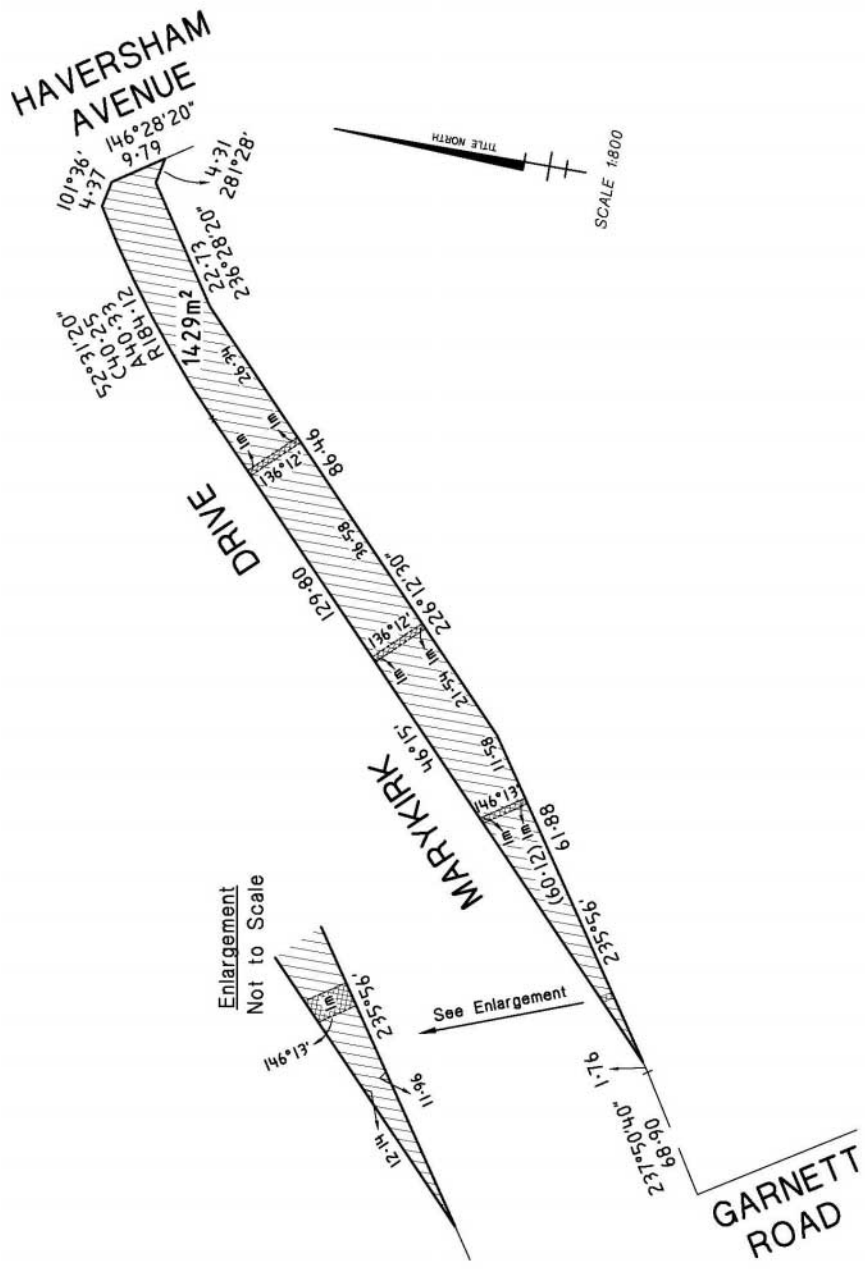 HAVERSHAM
AVENUE
146°28'20"
9·79
101°36'
4·37
4·31
281°28'
TITLE NORTH
SCALE 1:800
22·73
236°28'20"
52°31'20"
C40·25
A40·33
R184·12
1429m²
26·34
1m
1m
136°12'
86·46
DRIVE
36·58
129·80
226°12'30"
136°12'
1m
1m
21·54
46°15'
11·58
MARYKIRK
146°13'
1m
1m
61·88
(60·12)
235°56'
Enlargement
Not to Scale
1m
235°56'
146°13'
See Enlargement
11·96
12·14
1·76
237°50'40"
68·90
GARNETT
ROAD